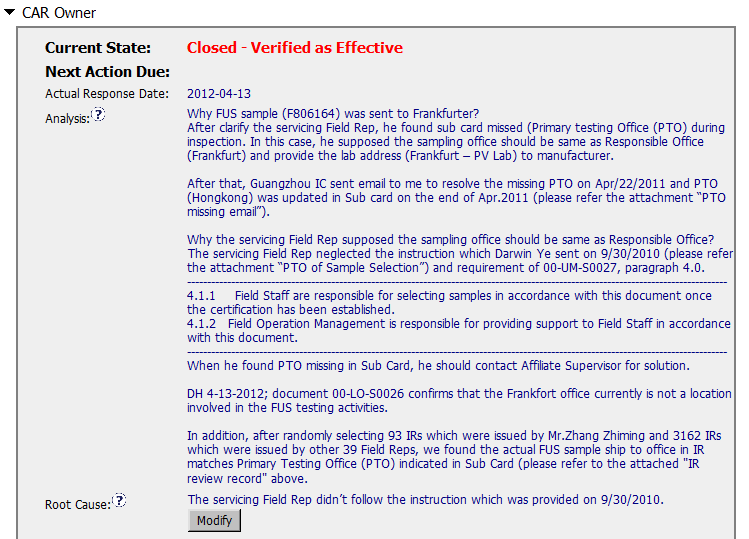 CAR Owner
Current State: Closed - Verified as Effective
Next Action Due:
Actual Response Date: 2012-04-13
Analysis:? Why FUS sample (F806164) was sent to Frankfurter?
After clarify the servicing Field Rep, he found sub card missed (Primary testing Office (PTO) during
inspection. In this case, he supposed the sampling office should be same as Responsible Office
(Frankfurt) and provide the lab address (Frankfurt – PV Lab) to manufacturer.
After that, Guangzhou IC sent email to me to resolve the missing PTO on Apr/22/2011 and PTO
(Hongkong) was updated in Sub card on the end of Apr.2011 (please refer the attachment “PTO
missing email”).
Why the servicing Field Rep supposed the sampling office should be same as Responsible Office?
The servicing Field Rep neglected the instruction which Darwin Ye sent on 9/30/2010 (please refer
the attachment “PTO of Sample Selection”) and requirement of 00-UM-S0027, paragraph 4.0.
4.1.1 Field Staff are responsible for selecting samples in accordance with this document once
the certification has been established.
4.1.2 Field Operation Management is responsible for providing support to Field Staff in accordance
with this document.
When he found PTO missing in Sub Card, he should contact Affiliate Supervisor for solution.
DH 4-13-2012; document 00-LO-S0026 confirms that the Frankfort office currently is not a location
involved in the FUS testing activities.
In addition, after randomly selecting 93 IRs which were issued by Mr.Zhang Zhiming and 3162 IRs
which were issued by other 39 Field Reps, we found the actual FUS sample ship to office in IR
matches Primary Testing Office (PTO) indicated in Sub Card (please refer to the attached "IR
review record" above.
Root Cause:? The servicing Field Rep didn’t follow the instruction which was provided on 9/30/2010.
Modify